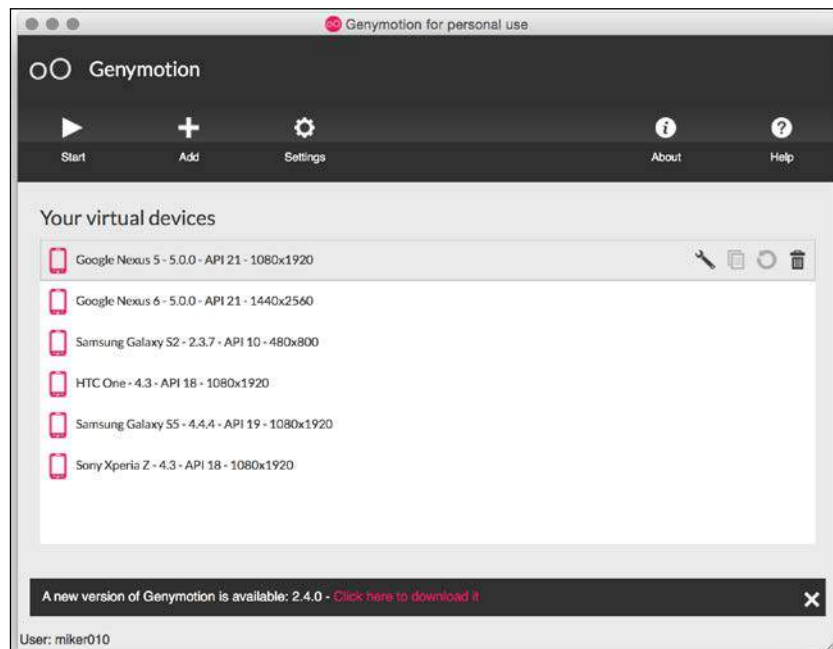 Genymotion for personal use
Genymotion
Start Add Settings About Help
Your virtual devices
Google Nexus 5 - 5.0.0 - API 21 - 1080x1920
Google Nexus 6 - 5.0.0 - API 21 - 1440x2560
Samsung Galaxy S2 - 2.3.7 - API 10 - 480x800
HTC One - 4.3 - API 18 - 1080x1920
Samsung Galaxy S5 - 4.4.4 - API 19 - 1080x1920
Sony Xperia Z - 4.3 - API 18 - 1080x1920
A new version of Genymotion is available: 2.4.0 - Click here to download it
User: miker010